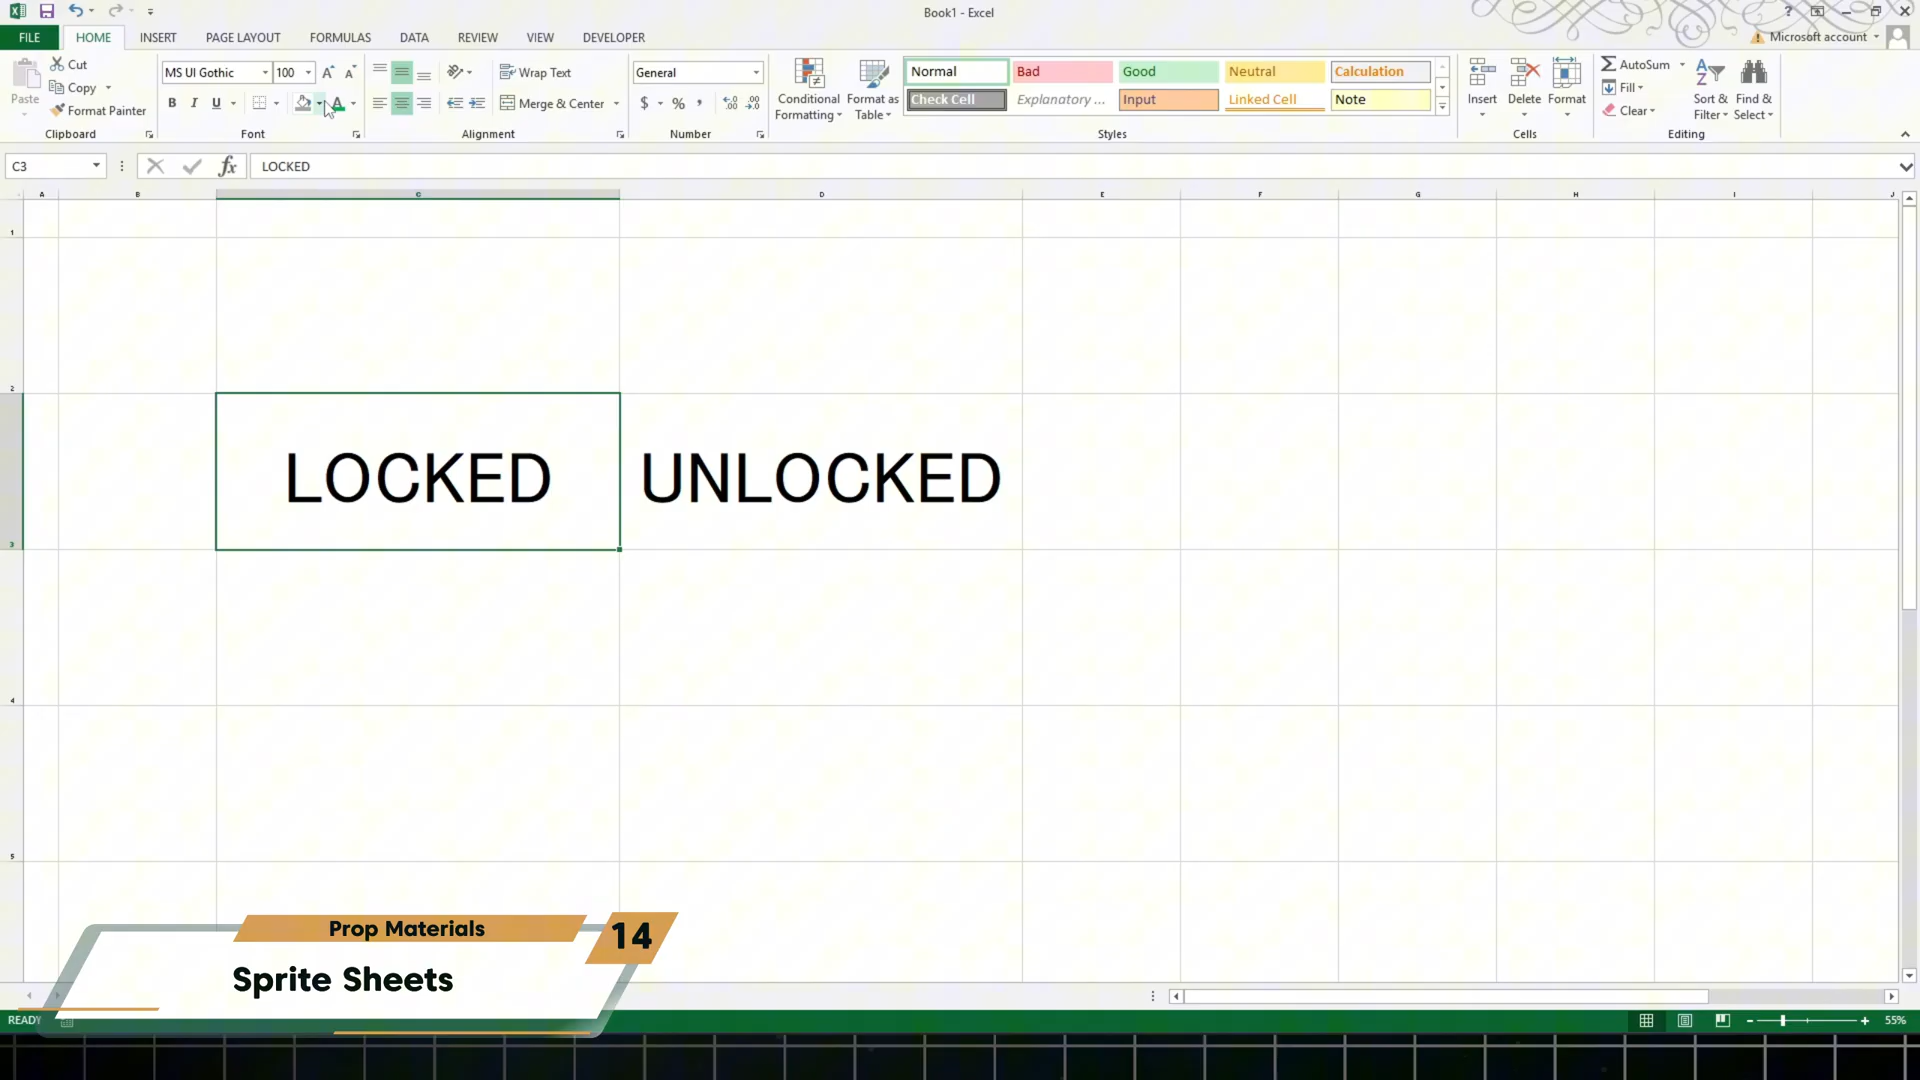 Book1 - Excel
FILE HOME INSERT PAGE LAYOUT FORMULAS DATA REVIEW VIEW DEVELOPER
Microsoft account
Paste
Cut
Copy
Format Painter
Clipboard
MS UI Gothic 100
B I U
Font
Wrap Text
Merge & Center
Alignment
General
$ % ,
Number
Conditional Formatting
Format as Table
Normal Bad Good Neutral Calculation
Check Cell Explanatory ... Input Linked Cell Note
Styles
Insert Delete Format
Cells
AutoSum
Fill
Clear
Sort & Filter
Find & Select
Editing
C3 fx LOCKED
A B C D E F G H I J
1
2
3
4
5
LOCKED UNLOCKED
Prop Materials
14
Sprite Sheets
READY
55%